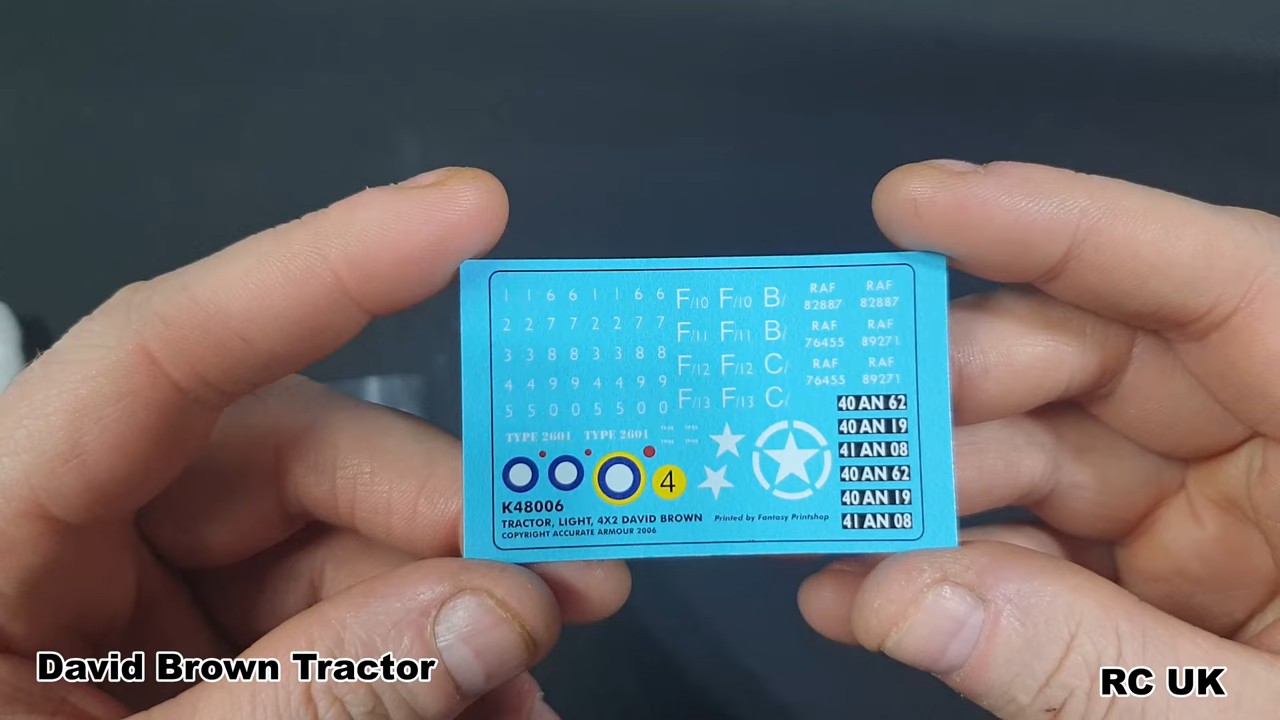 1 1 6 6 1 1 6 6 F/10 F/10 B/ RAF 82887 RAF 82887
2 2 7 7 2 2 7 7 F/11 F/11 B/ RAF 76455 RAF 89271
3 3 8 8 3 3 8 8 F/12 F/12 C/ RAF 76455 RAF 89271
4 4 9 9 4 4 9 9 F/13 F/13 C/
5 5 0 0 5 5 0 0
40 AN 62
40 AN 19
41 AN 08
40 AN 62
40 AN 19
41 AN 08
TYPE 2601 TYPE 2601
4
K48006
TRACTOR, LIGHT, 4X2 DAVID BROWN
COPYRIGHT ACCURATE ARMOUR 2006
Printed by Fantasy Printshop
David Brown Tractor
RC UK